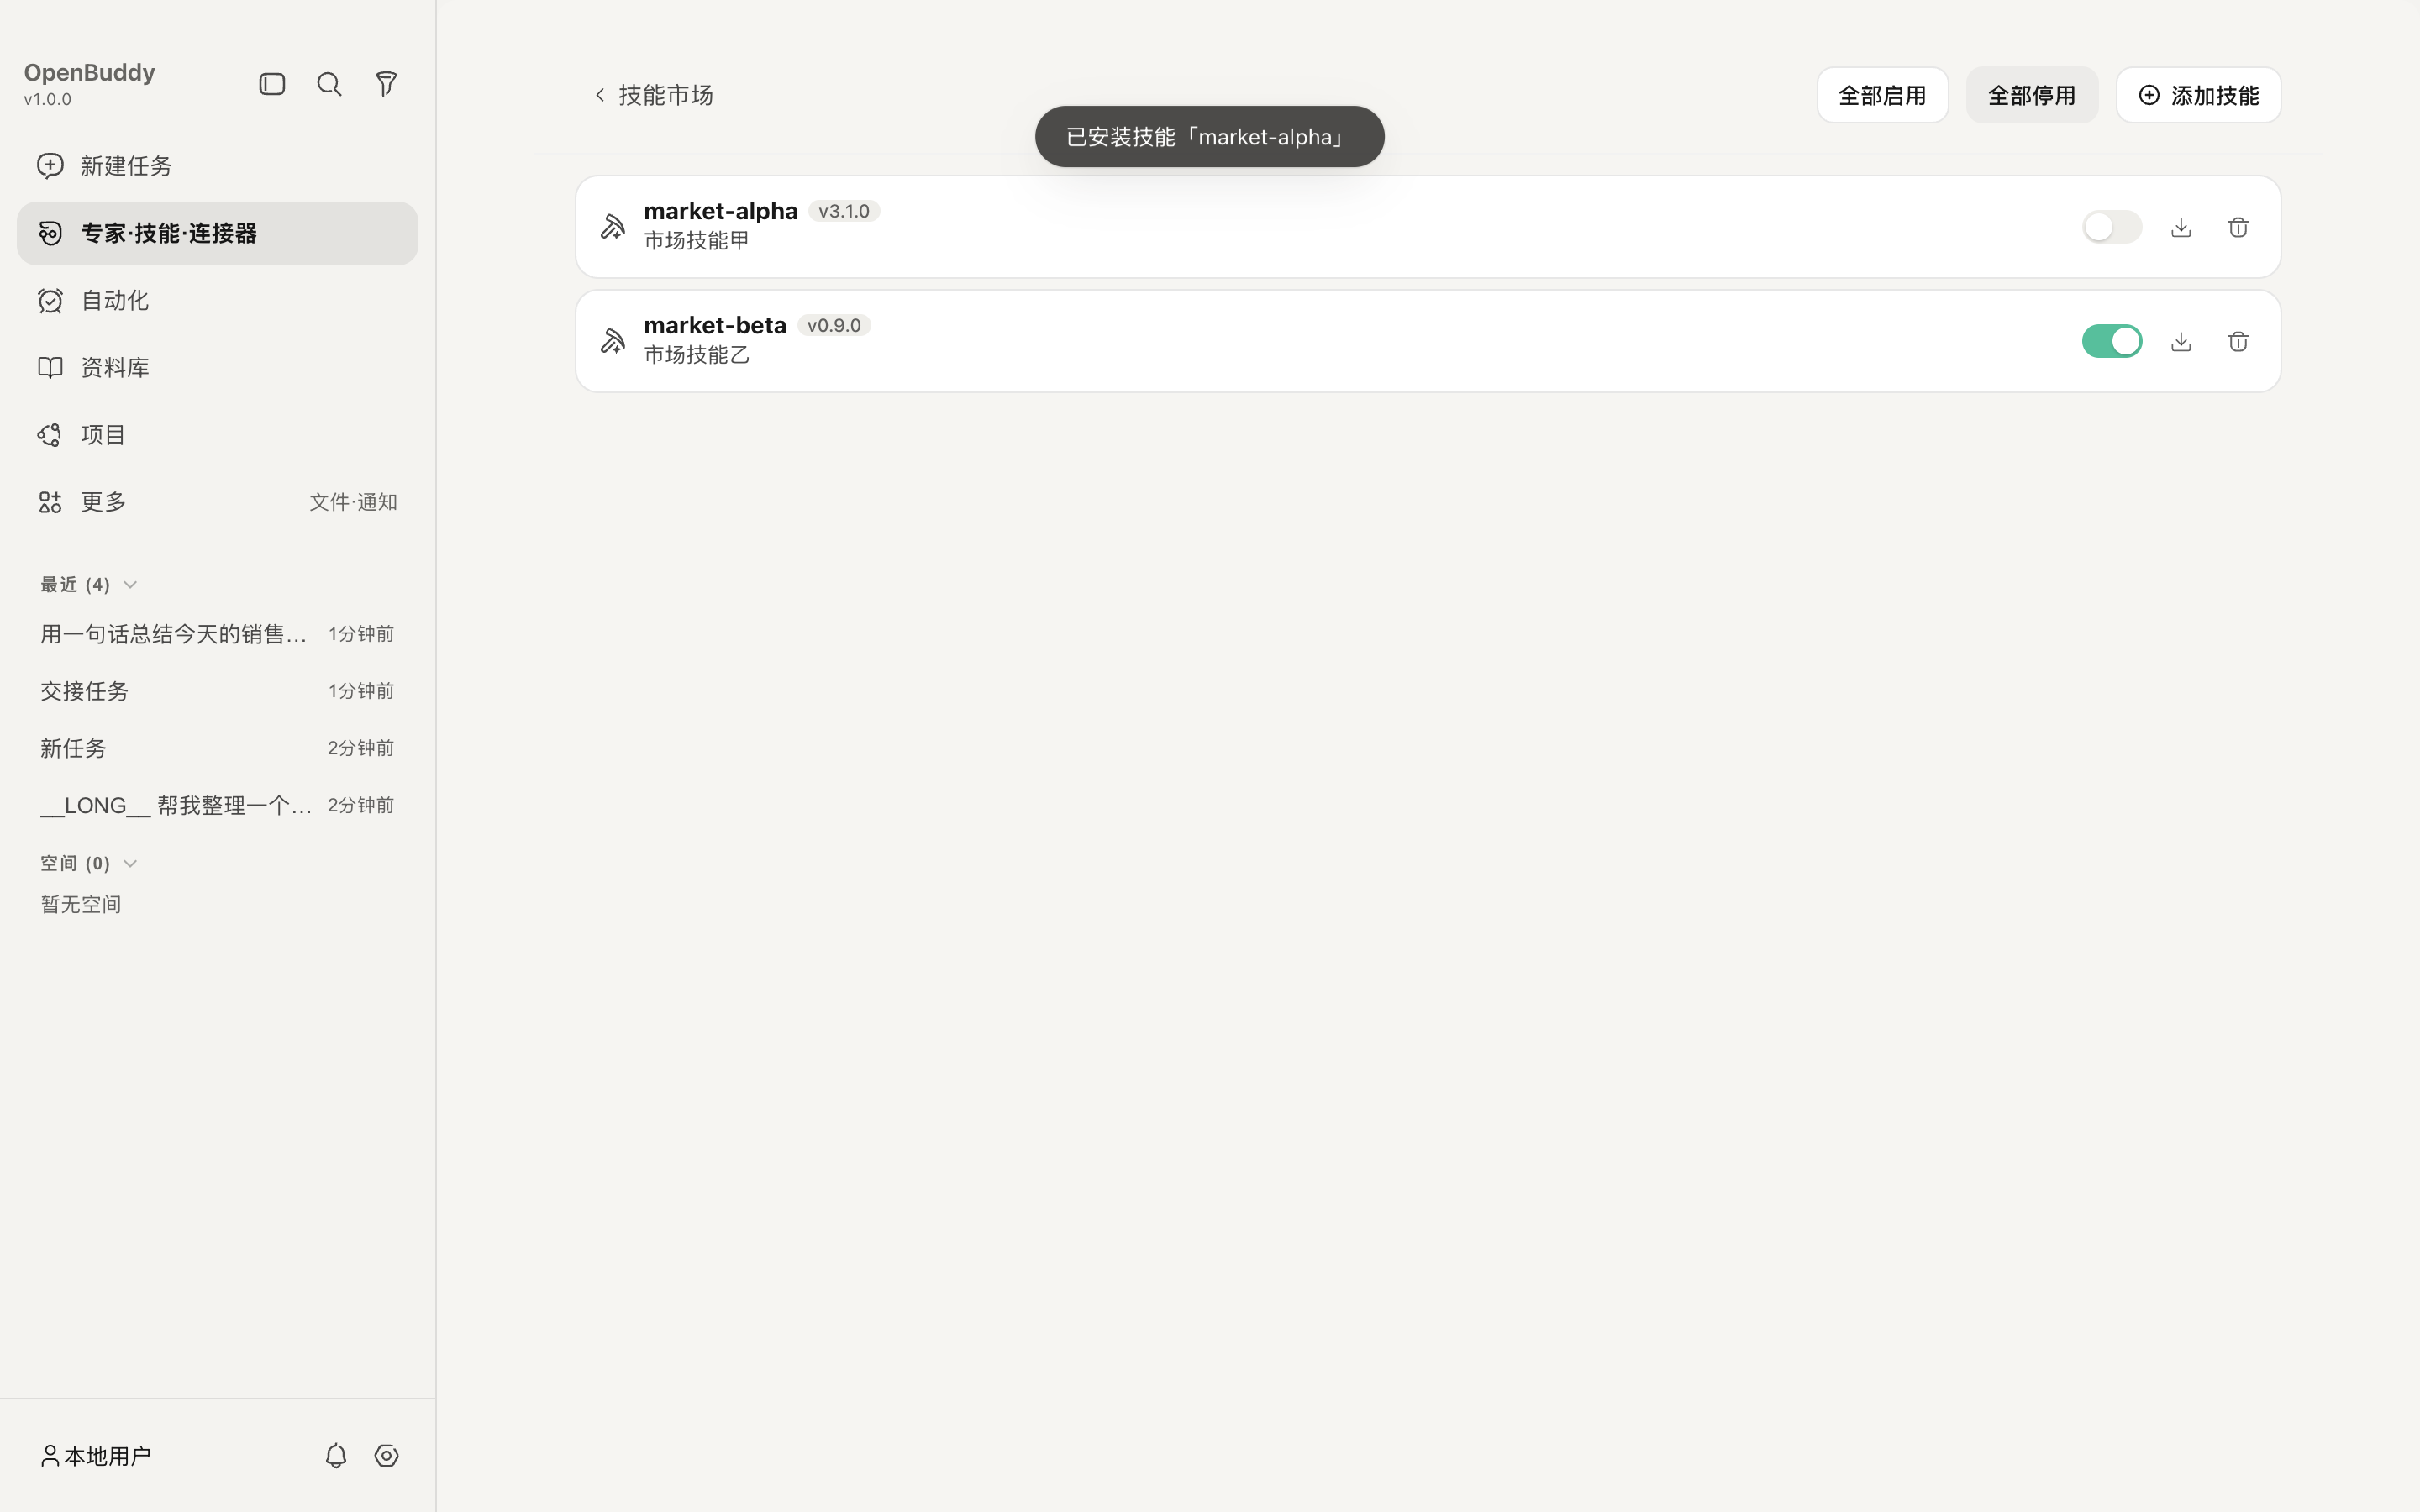 OpenBuddy
v1.0.0
新建任务
专家·技能·连接器
自动化
资料库
项目
更多
文件·通知
最近 (4)
用一句话总结今天的销售...
1分钟前
交接任务
1分钟前
新任务
2分钟前
__LONG__ 帮我整理一个...
2分钟前
空间 (0)
暂无空间
本地用户
技能市场
全部启用
全部停用
添加技能
已安装技能「market-alpha」
market-alpha v3.1.0
市场技能甲
market-beta v0.9.0
市场技能乙